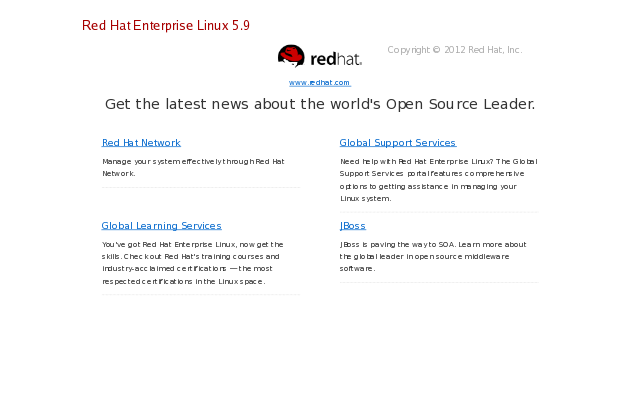 Red Hat Enterprise Linux 5.9
Copyright © 2012 Red Hat, Inc.
redhat.
www.redhat.com
Get the latest news about the world's Open Source Leader.
Red Hat Network
Manage your system effectively through Red Hat
Network.
Global Support Services
Need help with Red Hat Enterprise Linux? The Global
Support Services portal features comprehensive
options to getting assistance in managing your
Linux system.
Global Learning Services
You've got Red Hat Enterprise Linux, now get the
skills. Check out Red Hat's training courses and
industry-acclaimed certifications — the most
respected certifications in the Linux space.
JBoss
JBoss is paving the way to SOA. Learn more about
the global leader in open source middleware
software.